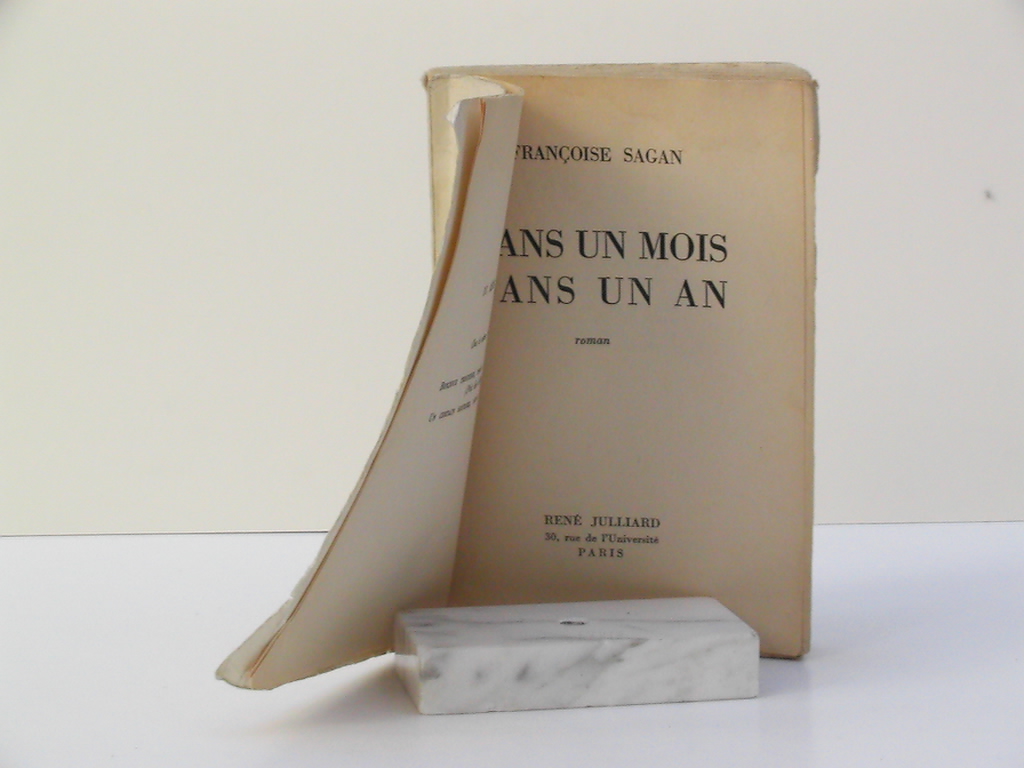 FRANÇOISE SAGAN
ANS UN MOIS
ANS UN AN
roman
RENÉ JULLIARD
30, rue de l'Université
PARIS